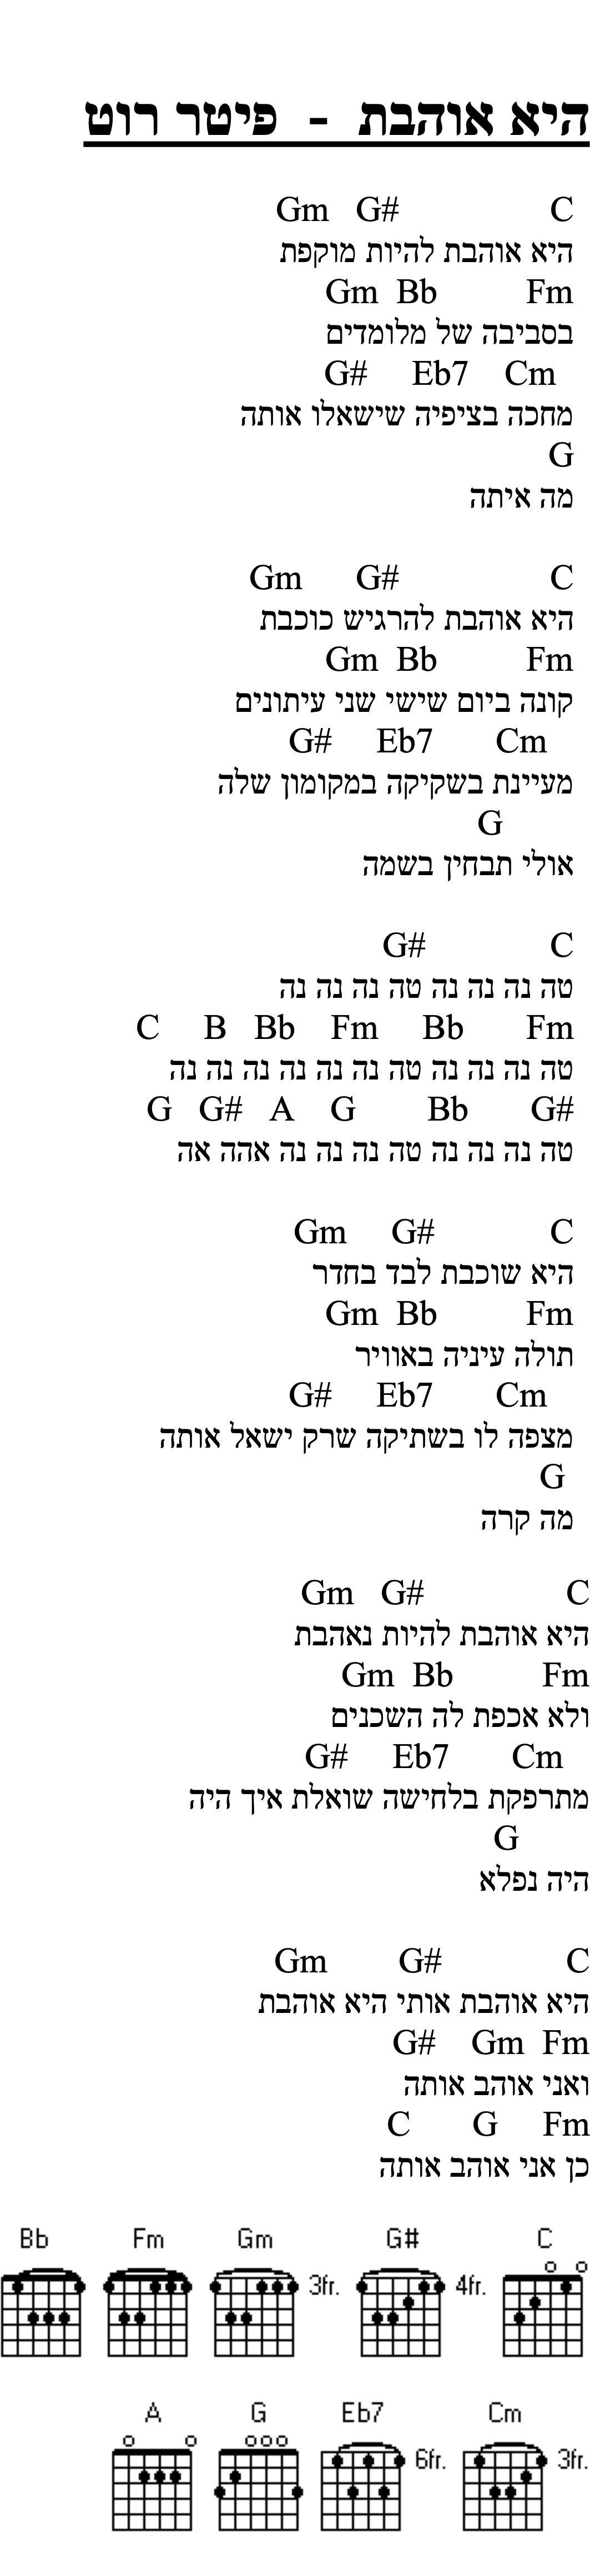 היא אוהבת - פיטר רוט
Gm G# C
היא אוהבת להיות מוקפת
Gm Bb Fm
בסביבה של מלומדים
G# Eb7 Cm
מחכה בציפיה שישאלו אותה
G
מה איתה
Gm G# C
היא אוהבת להרגיש כוכבת
Gm Bb Fm
קונה ביום שישי שני עיתונים
G# Eb7 Cm
מעיינת בשקיקה במקומון שלה
G
אולי תבחין בשמה
G# C
טה נה נה נה טה נה נה נה
C B Bb Fm Bb Fm
טה נה נה נה טה נה נה נה נה נה נה
G G# A G Bb G#
טה נה נה נה טה נה נה נה אהה אה
Gm G# C
היא שוכבת לבד בחדר
Gm Bb Fm
תולה עיניה באוויר
G# Eb7 Cm
מצפה לו בשתיקה שרק ישאל אותה
G
מה קרה
Gm G# C
היא אוהבת להיות נאהבת
Gm Bb Fm
ולא אכפת לה השכנים
G# Eb7 Cm
מתרפקת בלחישה שואלת איך היה
G
היה נפלא
Gm G# C
היא אוהבת אותי היא אוהבת
G# Gm Fm
ואני אוהב אותה
C G Fm
כן אני אוהב אותה
Bb Fm Gm G# C
3fr. 4fr.
A G Eb7 Cm
6fr. 3fr.